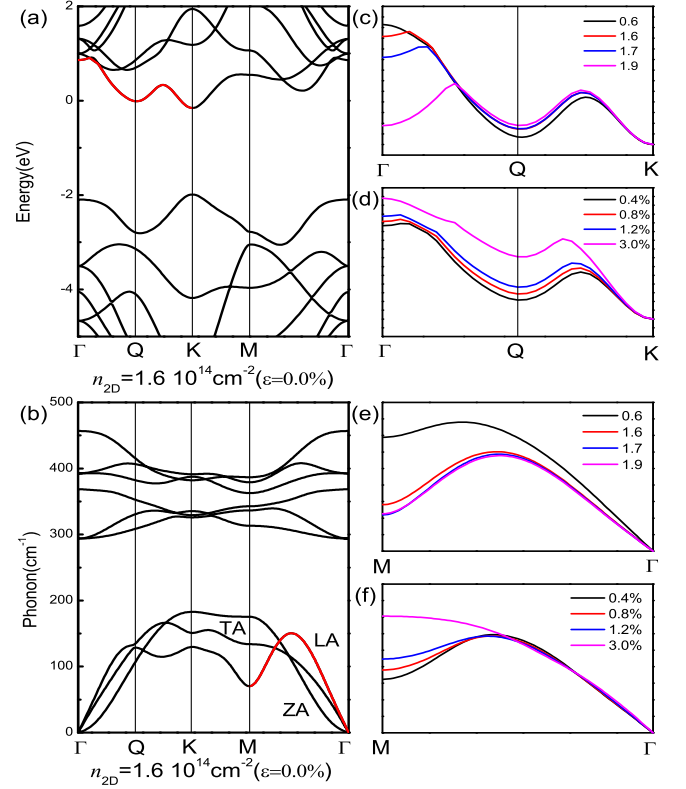 (a)
2
0
-2
-4
Energy(eV)
Γ Q K M Γ
n2D=1.6 10^14cm^-2(ε=0.0%)
(b)
500
400
300
200
100
0
Phonon(cm^-1)
TA
LA
ZA
Γ Q K M Γ
n2D=1.6 10^14cm^-2(ε=0.0%)
(c)
0.6
1.6
1.7
1.9
Γ Q K
(d)
0.4%
0.8%
1.2%
3.0%
Γ Q K
(e)
0.6
1.6
1.7
1.9
M Γ
(f)
0.4%
0.8%
1.2%
3.0%
M Γ